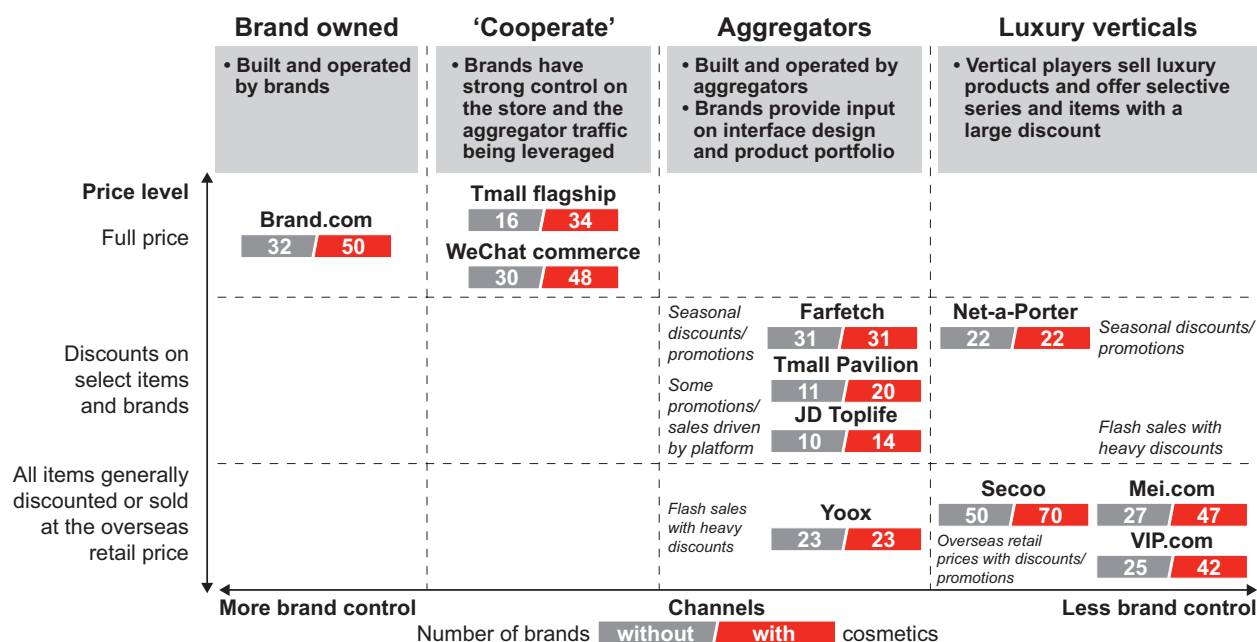 Brand owned
‘Cooperate’
Aggregators
Luxury verticals
• Built and operated
by brands
• Brands have
strong control on
the store and the
aggregator traffic
being leveraged
• Built and operated by
aggregators
• Brands provide input
on interface design
and product portfolio
• Vertical players sell luxury
products and offer selective
series and items with a
large discount
Price level
Full price
Brand.com
32 50
Tmall flagship
16 34
WeChat commerce
30 48
Discounts on
select items
and brands
Seasonal
discounts/
promotions
Farfetch
31 31
Some
promotions/
sales driven
by platform
Tmall Pavilion
11 20
JD Toplife
10 14
Net-a-Porter
22 22
Seasonal discounts/
promotions
Flash sales with
heavy discounts
All items generally
discounted or sold
at the overseas
retail price
Flash sales
with heavy
discounts
Yoox
23 23
Secoo
50 70
Overseas retail
prices with discounts/
promotions
Mei.com
27 47
VIP.com
25 42
More brand control
Channels
Less brand control
Number of brands without with cosmetics